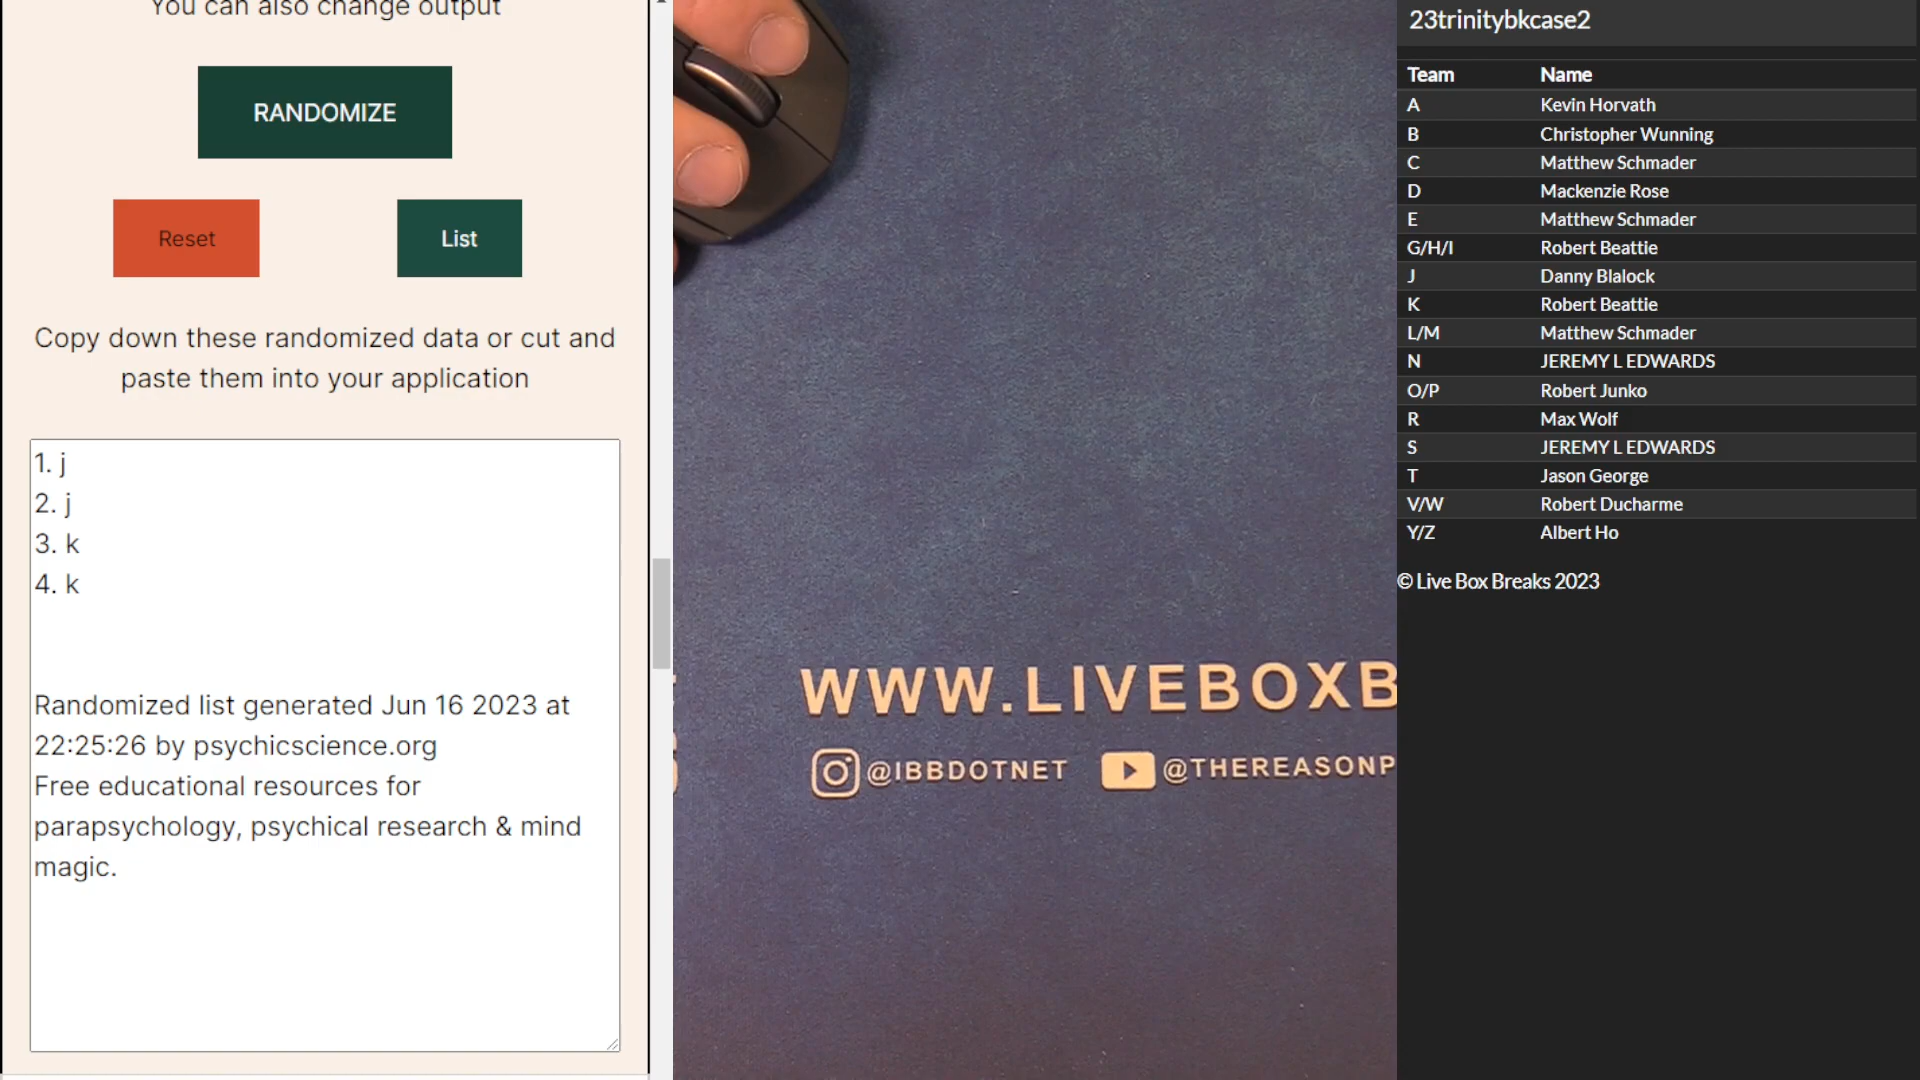 You can also change output
RANDOMIZE
Reset
List
Copy down these randomized data or cut and
paste them into your application
1. j
2. j
3. k
4. k
Randomized list generated Jun 16 2023 at
22:25:26 by psychicscience.org
Free educational resources for
parapsychology, psychical research & mind
magic.
WWW.LIVEBOXB
@IBBDOTNET
@THEREASONP
23trinitybkcase2
Team Name
A Kevin Horvath
B Christopher Wunning
C Matthew Schmader
D Mackenzie Rose
E Matthew Schmader
G/H/I Robert Beattie
J Danny Blalock
K Robert Beattie
L/M Matthew Schmader
N JEREMY L EDWARDS
O/P Robert Junko
R Max Wolf
S JEREMY L EDWARDS
T Jason George
V/W Robert Ducharme
Y/Z Albert Ho
© Live Box Breaks 2023